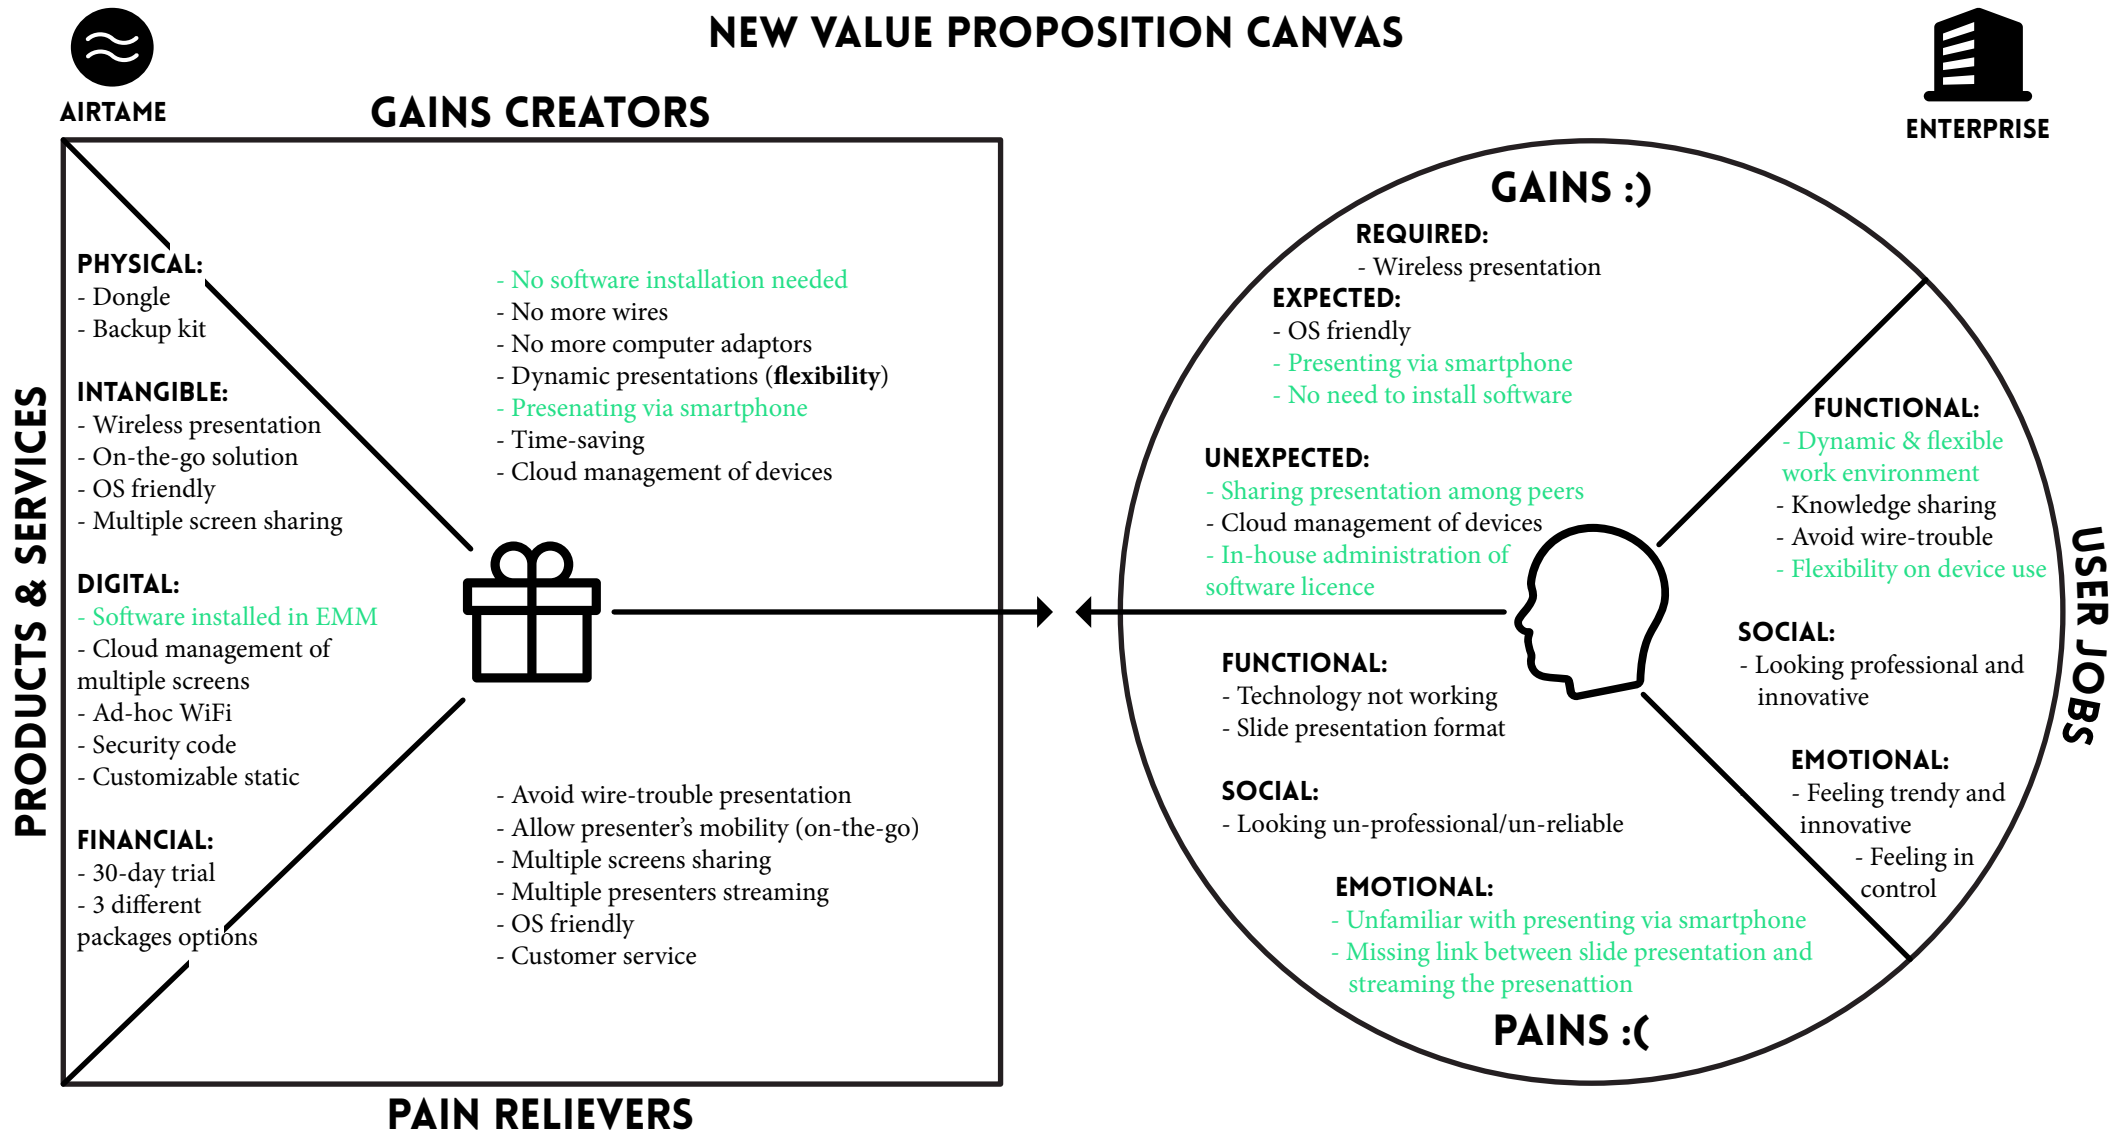 NEW VALUE PROPOSITION CANVAS
AIRTAME
ENTERPRISE
GAINS CREATORS
PRODUCTS & SERVICES
PHYSICAL:
- Dongle
- Backup kit
INTANGIBLE:
- Wireless presentation
- On-the-go solution
- OS friendly
- Multiple screen sharing
DIGITAL:
- Software installed in EMM
- Cloud management of
multiple screens
- Ad-hoc WiFi
- Security code
- Customizable static
FINANCIAL:
- 30-day trial
- 3 different
packages options
- No software installation needed
- No more wires
- No more computer adaptors
- Dynamic presentations (flexibility)
- Presenating via smartphone
- Time-saving
- Cloud management of devices
- Avoid wire-trouble presentation
- Allow presenter’s mobility (on-the-go)
- Multiple screens sharing
- Multiple presenters streaming
- OS friendly
- Customer service
PAIN RELIEVERS
GAINS :)
REQUIRED:
- Wireless presentation
EXPECTED:
- OS friendly
- Presenting via smartphone
- No need to install software
UNEXPECTED:
- Sharing presentation among peers
- Cloud management of devices
- In-house administration of
software licence
FUNCTIONAL:
- Technology not working
- Slide presentation format
SOCIAL:
- Looking un-professional/un-reliable
EMOTIONAL:
- Unfamiliar with presenting via smartphone
- Missing link between slide presentation and
streaming the presenattion
PAINS :(
FUNCTIONAL:
- Dynamic & flexible
work environment
- Knowledge sharing
- Avoid wire-trouble
- Flexibility on device use
SOCIAL:
- Looking professional and
innovative
EMOTIONAL:
- Feeling trendy and
innovative
- Feeling in
control
USER JOBS